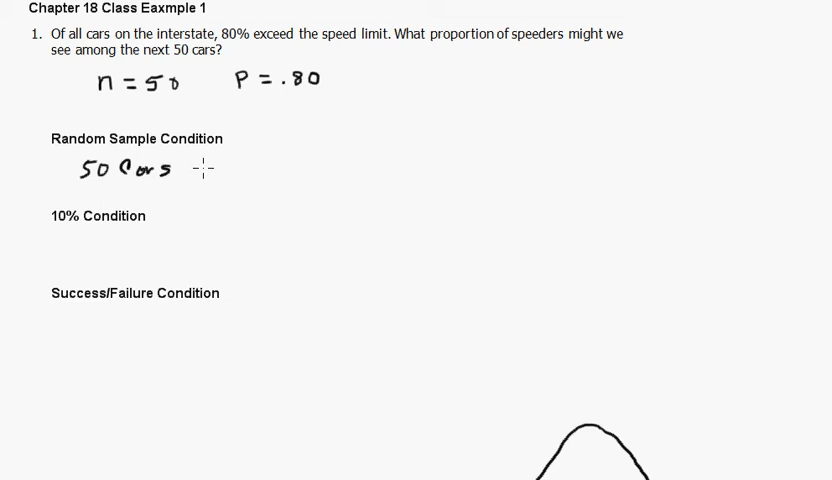 Chapter 18 Class Eaxmple 1
1. Of all cars on the interstate, 80% exceed the speed limit. What proportion of speeders might we
see among the next 50 cars?
n = 50 P = .80
Random Sample Condition
50 Cars
10% Condition
Success/Failure Condition